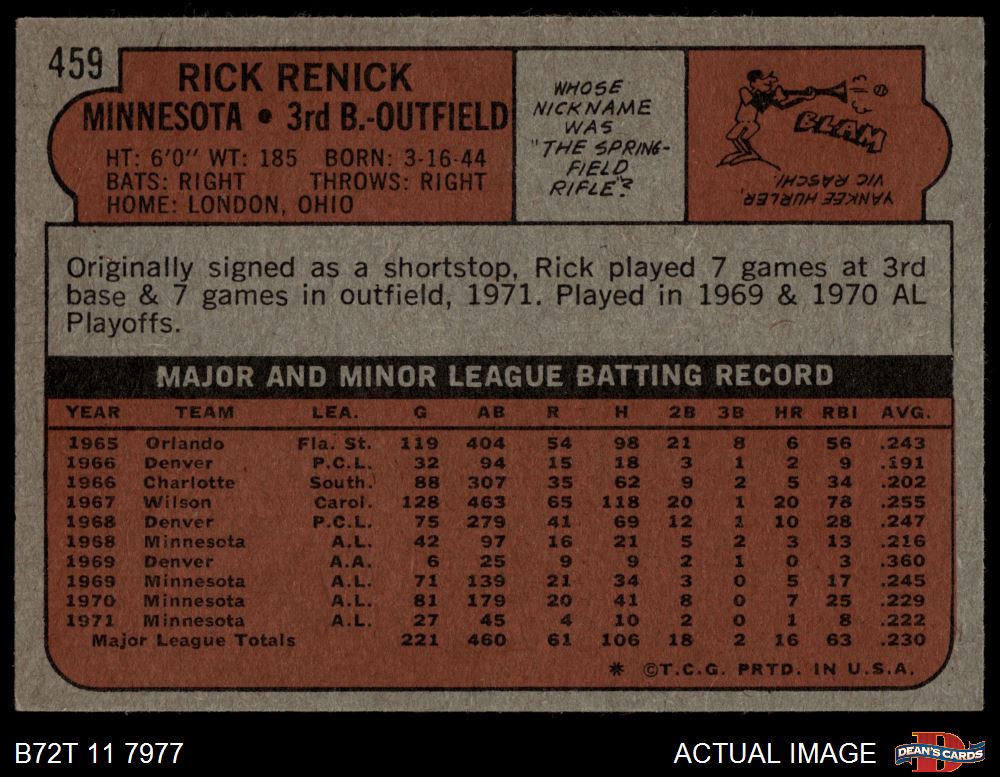 459
RICK RENICK
MINNESOTA • 3rd B.-OUTFIELD
HT: 6'0" WT: 185 BORN: 3-16-44
BATS: RIGHT THROWS: RIGHT
HOME: LONDON, OHIO
WHOSE
NICKNAME
WAS
"THE SPRING-
FIELD
RIFLE"?
BLAM
YANKEE HURLER,
VIC RASCHI.
Originally signed as a shortstop, Rick played 7 games at 3rd
base & 7 games in outfield, 1971. Played in 1969 & 1970 AL
Playoffs.
MAJOR AND MINOR LEAGUE BATTING RECORD
YEAR TEAM LEA. G AB R H 2B 3B HR RBI AVG.
1965 Orlando Fla. St. 119 404 54 98 21 8 6 56 .243
1966 Denver P.C.L. 32 94 15 18 3 1 2 9 .191
1966 Charlotte South. 88 307 35 62 9 2 5 34 .202
1967 Wilson Carol. 128 463 65 118 20 1 20 78 .255
1968 Denver P.C.L. 75 279 41 69 12 1 10 28 .247
1968 Minnesota A.L. 42 97 16 21 5 2 3 13 .216
1969 Denver A.A. 6 25 9 9 2 1 0 3 .360
1969 Minnesota A.L. 71 139 21 34 3 0 5 17 .245
1970 Minnesota A.L. 81 179 20 41 8 0 7 25 .229
1971 Minnesota A.L. 27 45 4 10 2 0 1 8 .222
Major League Totals 221 460 61 106 18 2 16 63 .230
* ©T.C.G. PRTD. IN U.S.A.
B72T 11 7977 ACTUAL IMAGE
DEAN'S CARDS